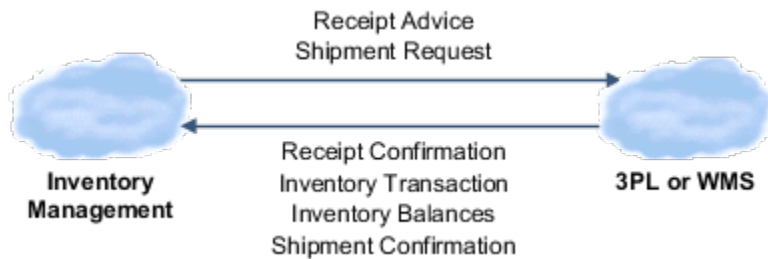 Receipt Advice
Shipment Request
Receipt Confirmation
Inventory Transaction
Inventory Balances
Shipment Confirmation
Inventory
Management
3PL or WMS